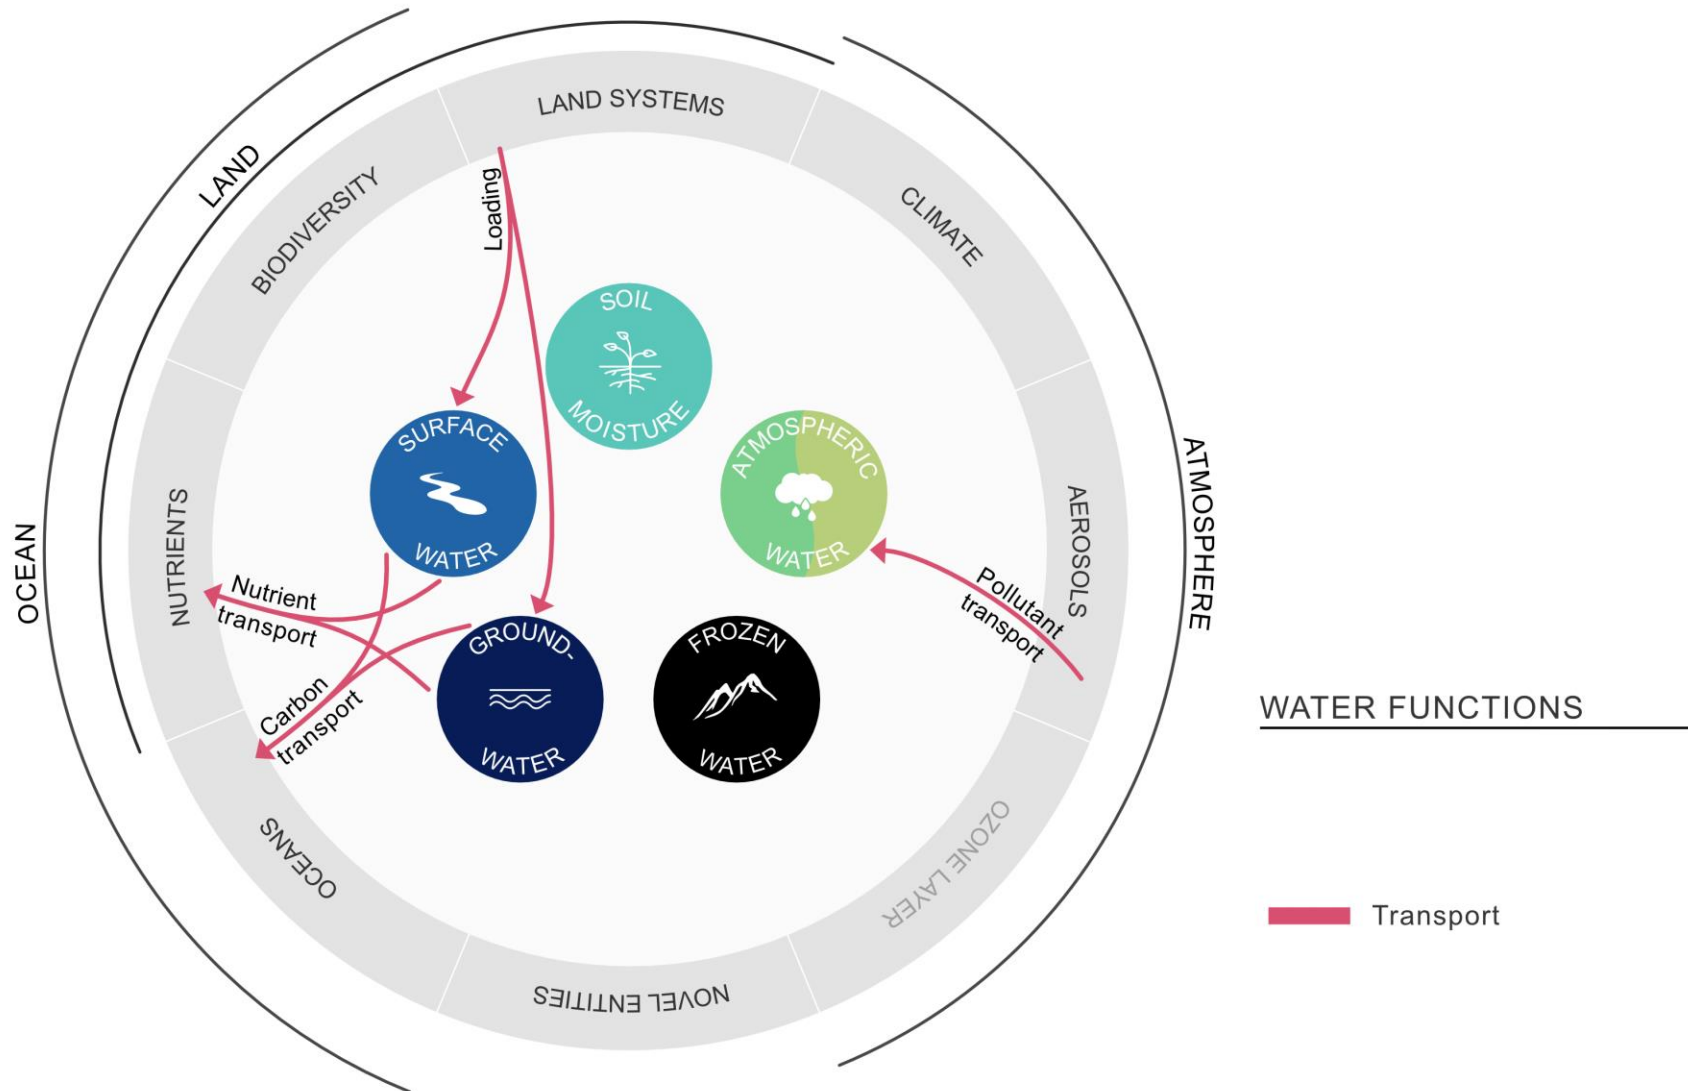 LAND SYSTEMS
LAND
BIODIVERSITY
CLIMATE
Loading
SOIL
MOISTURE
SURFACE
WATER
ATMOSPHERIC
WATER
NUTRIENTS
AEROSOLS
OCEAN
ATMOSPHERE
Nutrient
transport
Pollutant
transport
GROUND-
WATER
FROZEN
WATER
Carbon
transport
OCEANS
OZONE LAYER
NOVEL ENTITIES
WATER FUNCTIONS
Transport